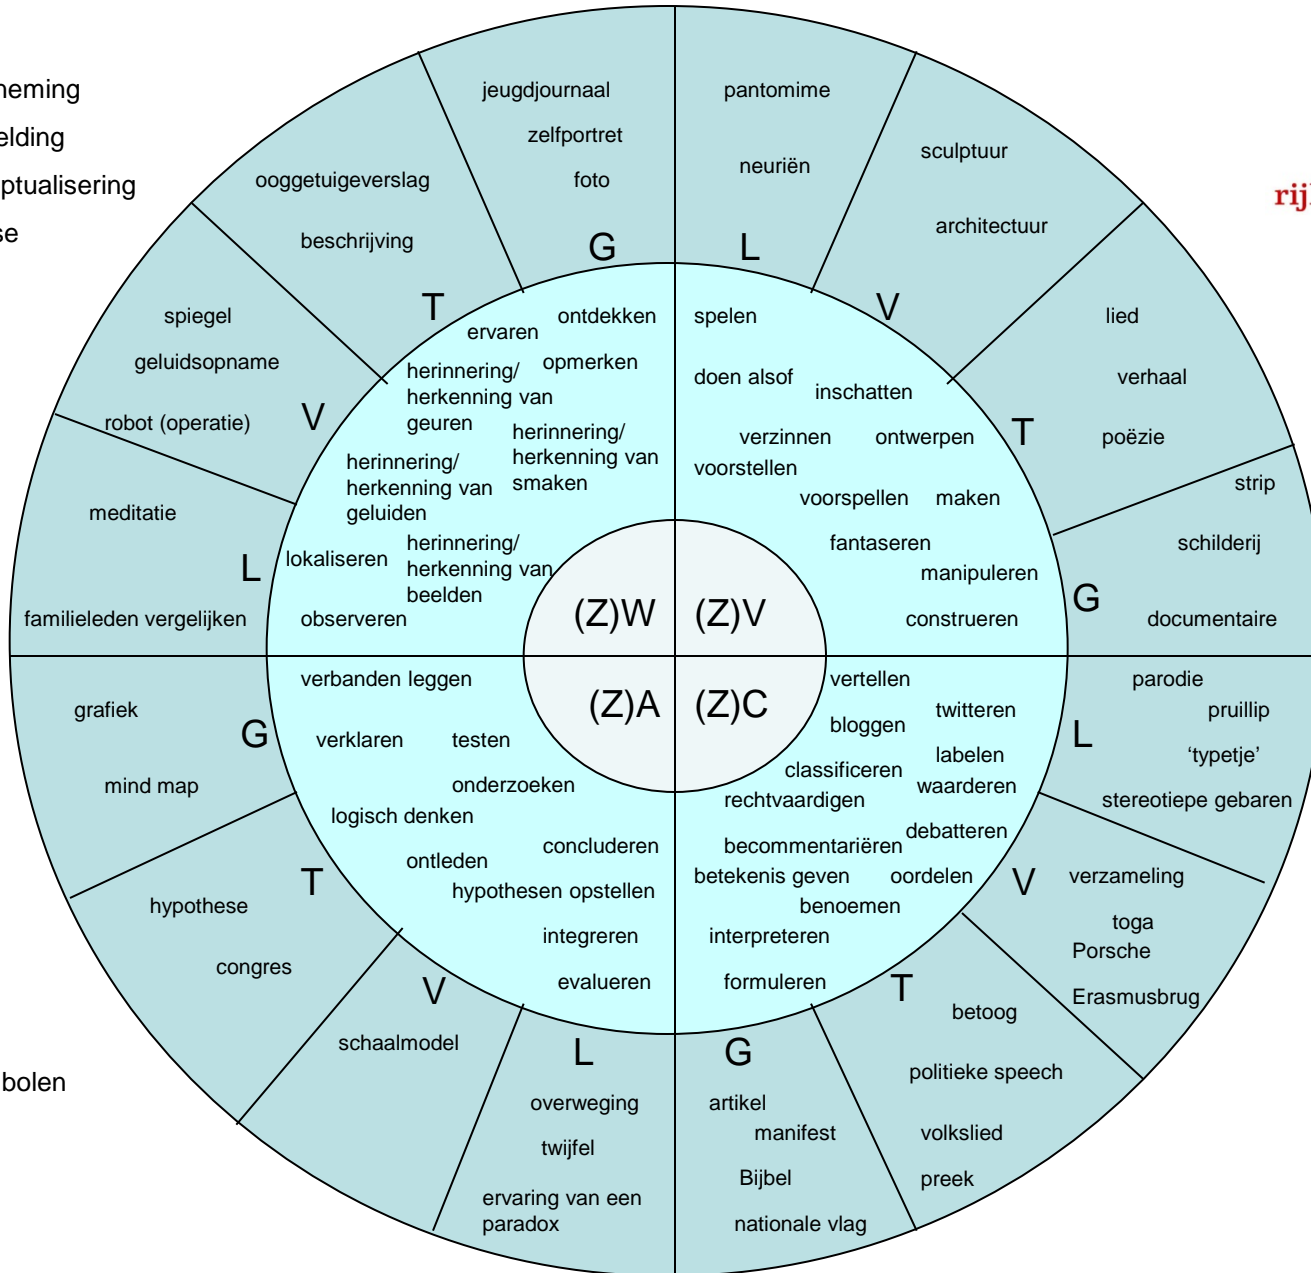 neming
elding
ptualisering
se
rij
jeugdjournaal
zelfportret
foto
G
pantomime
neuriën
L
sculptuur
architectuur
V
ooggetuigeverslag
beschrijving
T
lied
verhaal
poëzie
T
spiegel
geluidsopname
robot (operatie)
V
strip
schilderij
documentaire
G
meditatie
familieleden vergelijken
L
ervaren
ontdekken
opmerken
herinnering/
herkenning van
geuren
herinnering/
herkenning van
smaken
herinnering/
herkenning van
geluiden
lokaliseren
herinnering/
herkenning van
beelden
observeren
spelen
doen alsof
inschatten
verzinnen
ontwerpen
voorstellen
voorspellen
maken
fantaseren
manipuleren
construeren
(Z)W
(Z)V
(Z)A
(Z)C
verbanden leggen
verklaren
testen
onderzoeken
logisch denken
concluderen
ontleden
hypothesen opstellen
integreren
evalueren
vertellen
twitteren
bloggen
labelen
classificeren
waarderen
rechtvaardigen
debatteren
becommentariëren
betekenis geven
oordelen
benoemen
interpreteren
formuleren
grafiek
G
mind map
parodie
pruillip
L
‘typetje’
stereotiepe gebaren
T
hypothese
congres
V
verzameling
toga
Porsche
Erasmusbrug
V
schaalmodel
T
betoog
politieke speech
volkslied
preek
L
overweging
twijfel
ervaring van een
paradox
G
artikel
manifest
Bijbel
nationale vlag
bolen